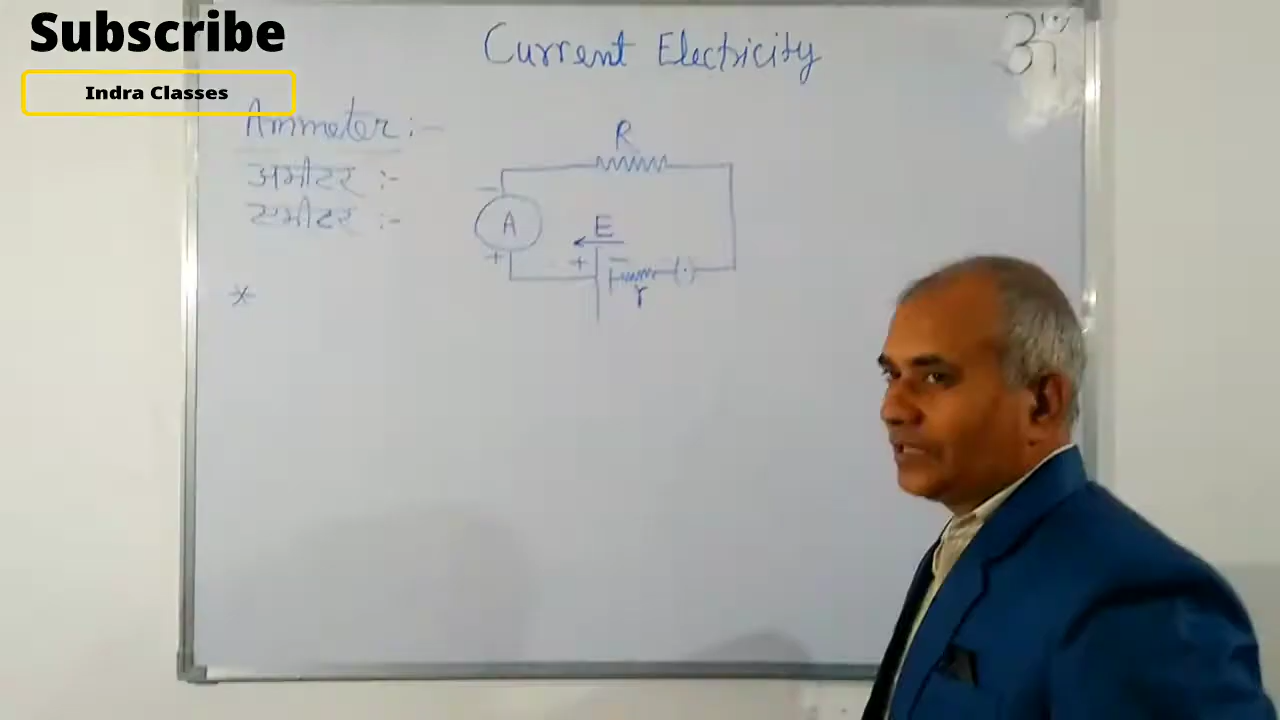 Subscribe
Indra Classes
Current Electricity
ॐ
Ammeter :-
अमीटर :-
एमीटर :-
R
-
A
+
E
+ -
r
*